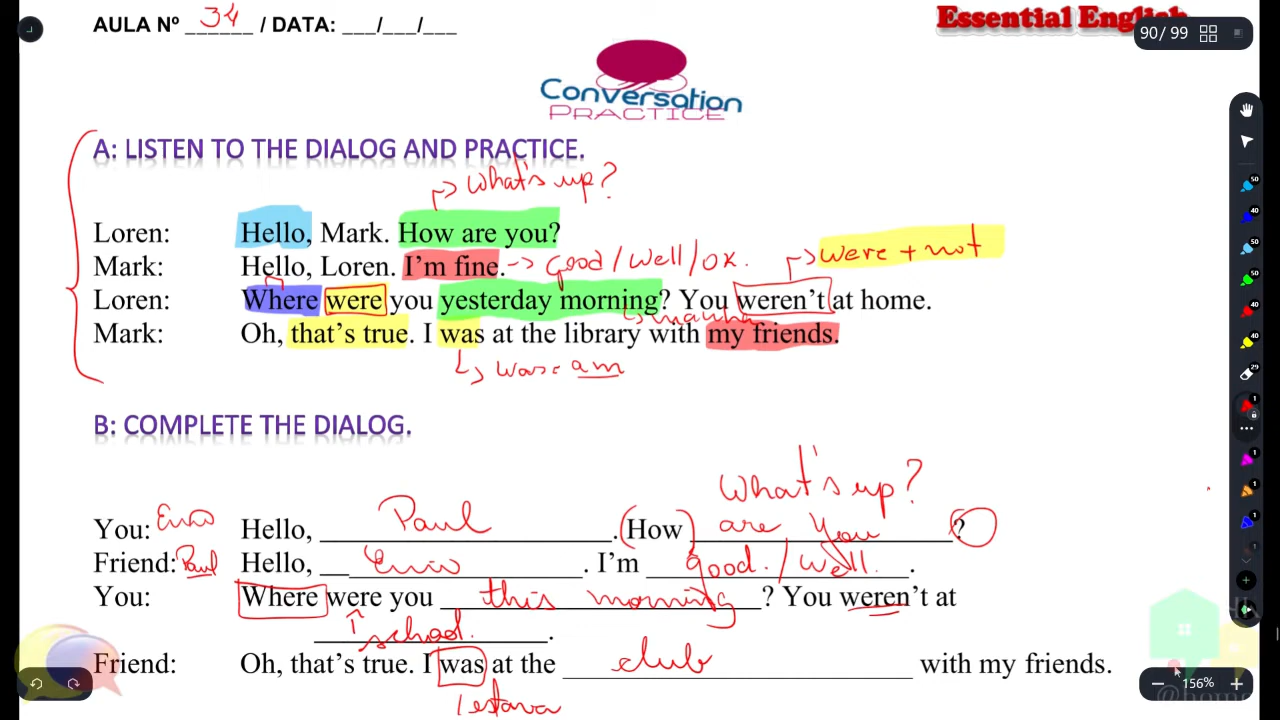 AULA Nº 34 / DATA: ___/___/___
Essential English
90/99
Conversation
PRACTICE
A: LISTEN TO THE DIALOG AND PRACTICE.
What's up?
Loren: Hello, Mark. How are you?
Mark: Hello, Loren. I'm fine. -> good/well/ok. were + not
Loren: Where were you yesterday morning? You weren't at home.
manhã
Mark: Oh, that's true. I was at the library with my friends.
was = am
B: COMPLETE THE DIALOG.
What's up?
You: Hello, Paul. (How) are you?
Friend: Paul Hello, I'm good./Well.
You: Where were you this morning? You weren't at
school.
Friend: Oh, that's true. I was at the club with my friends.
estava
156%
@home